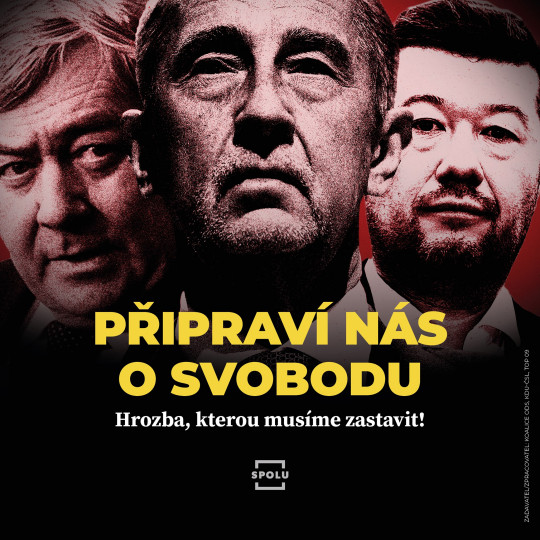 PŘIPRAVÍ NÁS
O SVOBODU
Hrozba, kterou musíme zastavit!
SPOLU
ZADAVATEL/ZPRACOVATEL: KOALICE ODS, KDU-ČSL, TOP 09